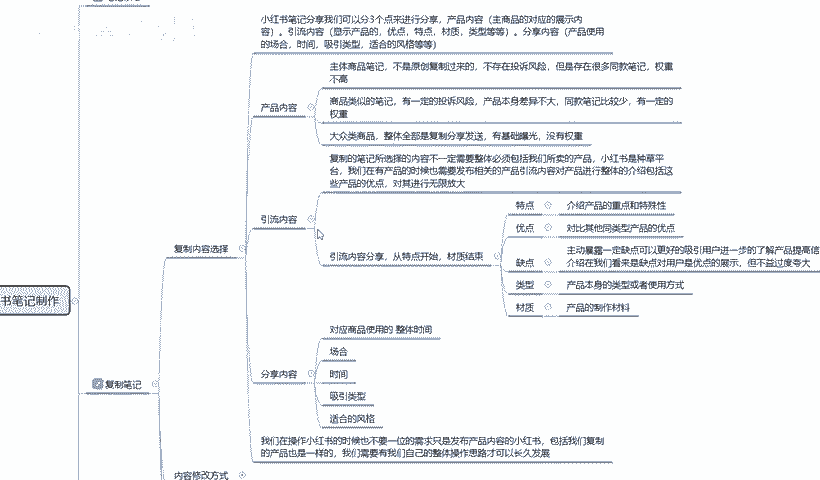 小红书笔记分享我们可以分3个点来进行分享，产品内容（主商品的对应的展示内
容）。引流内容（显示产品的，优点，特点，材质，类型等等）。分享内容（产品使用
的场合，时间，吸引类型，适合的风格等等）
主体商品笔记，不是原创复制过来的，不存在投诉风险，但是存在很多同款笔记，权重
不高
产品内容
商品类似的笔记，有一定的投诉风险，产品本身差异不大，同款笔记比较少，有一定的
权重
大众类商品，整体全部是复制分享发送，有基础曝光，没有权重
复制的笔记所选择的内容不一定需要整体必须包括我们所卖的产品，小红书是种草平
台，我们在有产品的时候也需要发布相关的产品引流内容对产品进行整体的介绍包括这
些产品的优点，对其进行无限放大
引流内容
特点
介绍产品的重点和特殊性
优点
对比其他同类型产品的优点
复制内容选择
引流内容分享，从特点开始，材质结束
主动暴露一定缺点可以更好的吸引用户进一步的了解产品提高信
缺点
介绍在我们看来是缺点对用户是优点的展示，但不益过度夸大
类型
产品本身的类型或者使用方式
材质
产品的制作材料
书笔记制作
对应商品使用的 整体时间
场合
分享内容
时间
吸引类型
适合的风格
复制笔记
我们在操作小红书的时候也不要一位的需求只是发布产品内容的小红书，包括我们复制
的产品也是一样的，我们需要有我们自己的整体操作思路才可以长久发展
内容修改方式